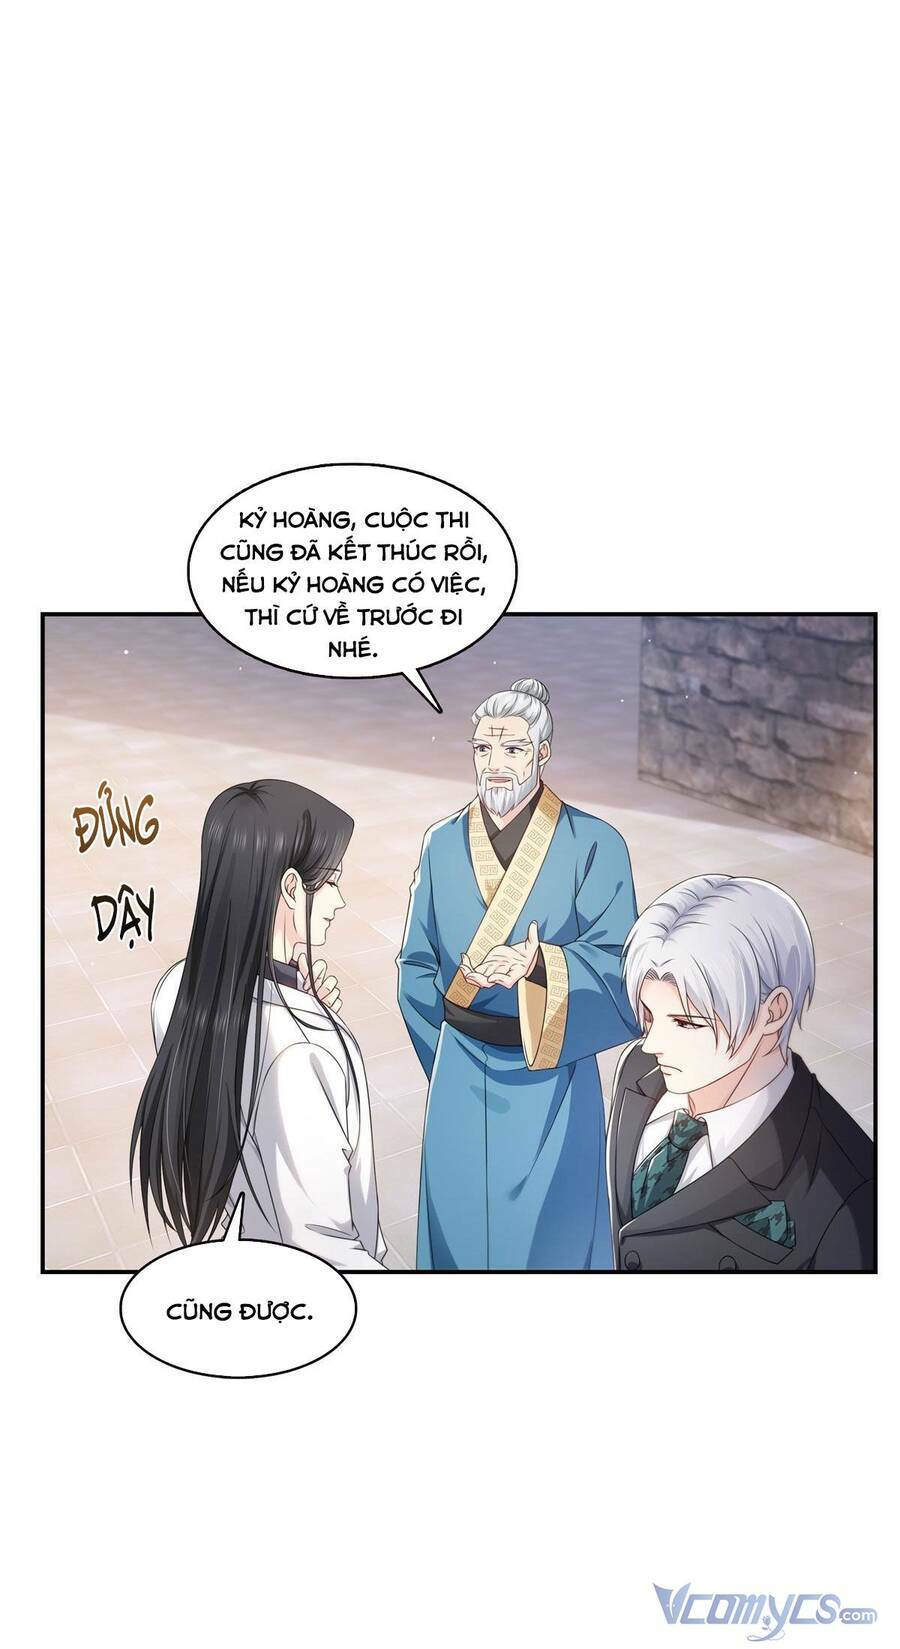 KỶ HOÀNG, CUỘC THI
CŨNG ĐÃ KẾT THÚC RỒI,
NẾU KỶ HOÀNG CÓ VIỆC,
THÌ CỨ VỀ TRƯỚC ĐI
NHÉ.
ĐỦNG
DẬY
CŨNG ĐƯỢC.
VCOMYCS.com